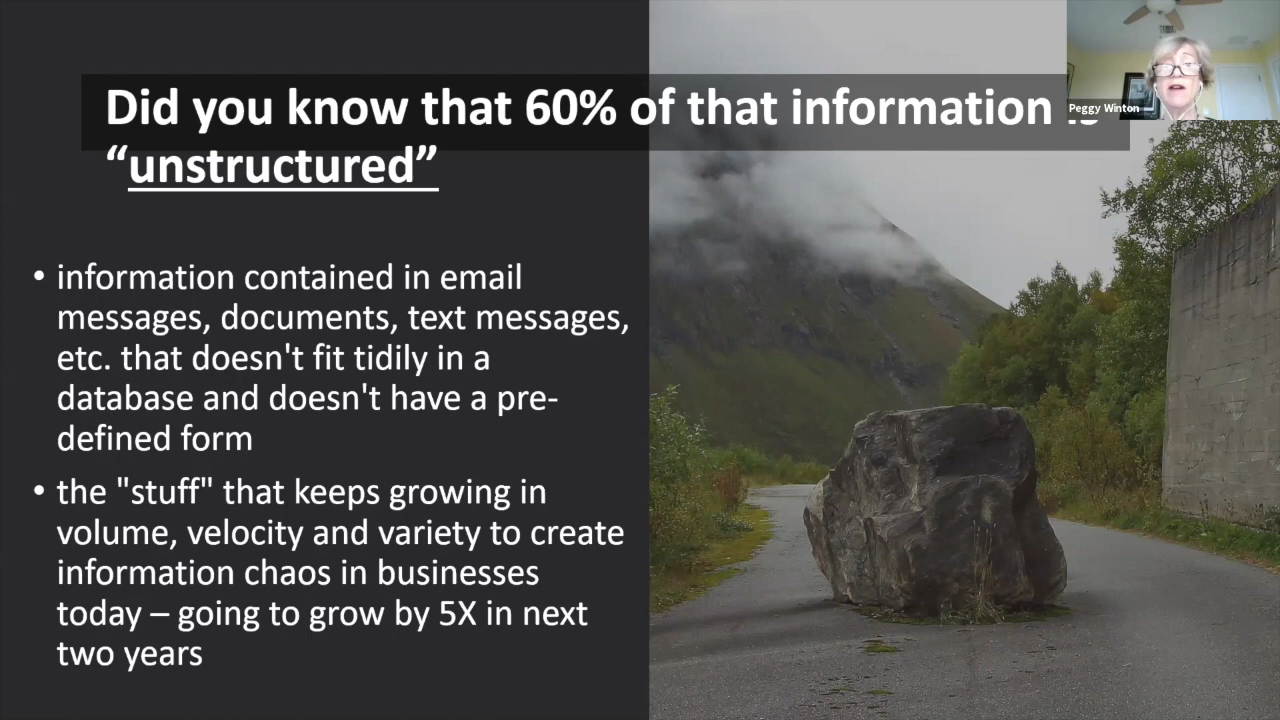 Did you know that 60% of that information is
“unstructured”
• information contained in email
messages, documents, text messages,
etc. that doesn't fit tidily in a
database and doesn't have a pre-
defined form
• the "stuff" that keeps growing in
volume, velocity and variety to create
information chaos in businesses
today – going to grow by 5X in next
two years
Peggy Winton